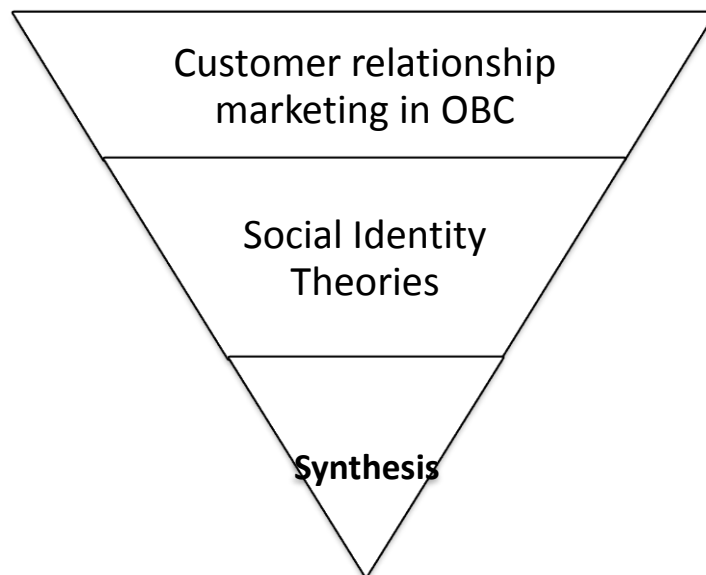 Customer relationship
marketing in OBC
Social Identity
Theories
Synthesis